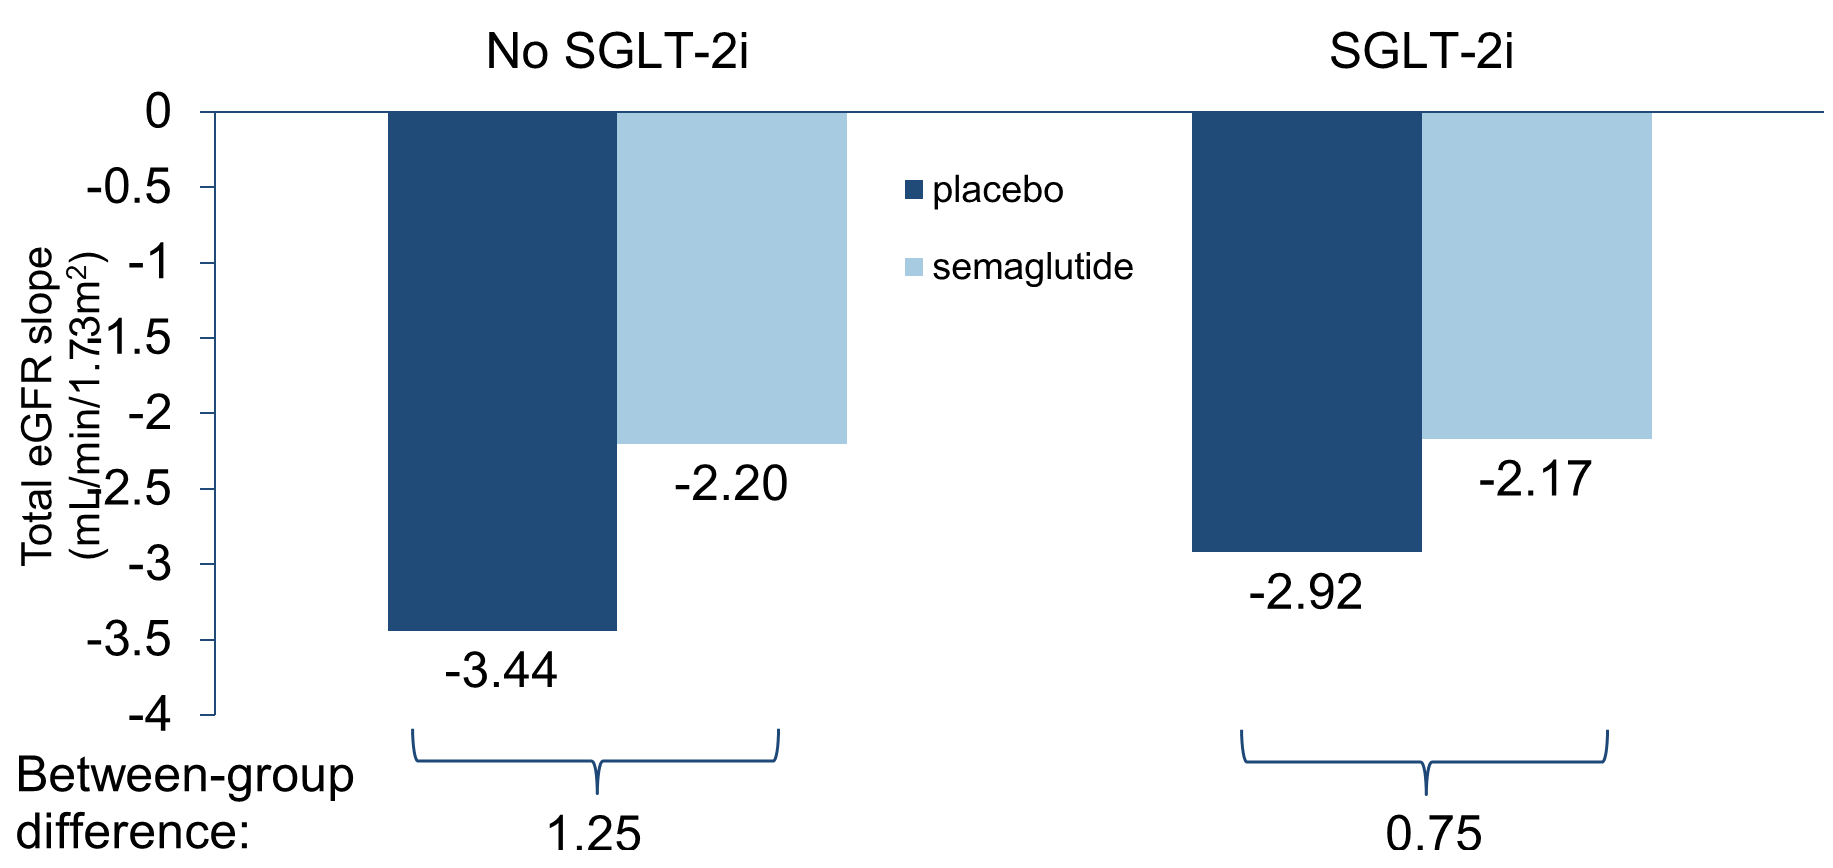 No SGLT-2i
SGLT-2i
0
-0.5
-1
-1.5
-2
-2.5
-3
-3.5
-4
Total eGFR slope
(mL/min/1.73m²)
placebo
semaglutide
-3.44
-2.20
-2.92
-2.17
Between-group
difference:
1.25
0.75